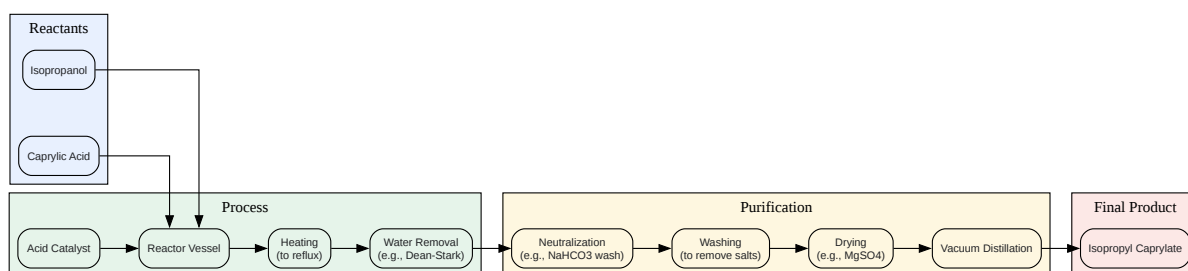 Reactants
Isopropanol
Caprylic Acid
Process
Acid Catalyst
Reactor Vessel
Heating
(to reflux)
Water Removal
(e.g., Dean-Stark)
Purification
Neutralization
(e.g., NaHCO3 wash)
Washing
(to remove salts)
Drying
(e.g., MgSO4)
Vacuum Distillation
Final Product
Isopropyl Caprylate